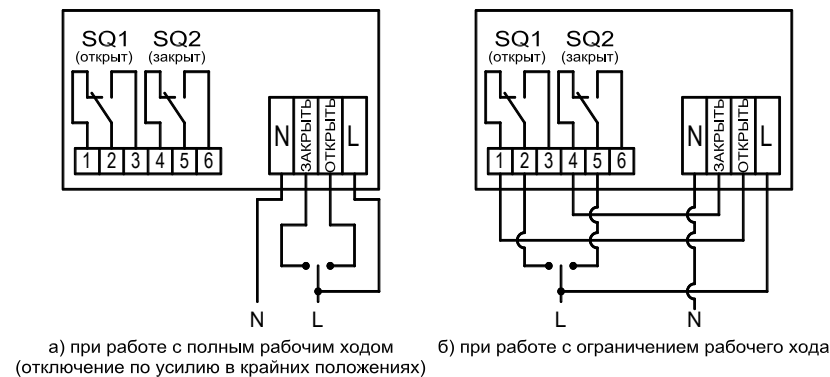 SQ1 SQ2
(открыт) (закрыт)
N ЗАКРЫТЬ ОТКРЫТЬ L
1 2 3 4 5 6
N L
а) при работе с полным рабочим ходом
(отключение по усилию в крайних положениях)
SQ1 SQ2
(открыт) (закрыт)
N ЗАКРЫТЬ ОТКРЫТЬ L
1 2 3 4 5 6
L N
б) при работе с ограничением рабочего хода